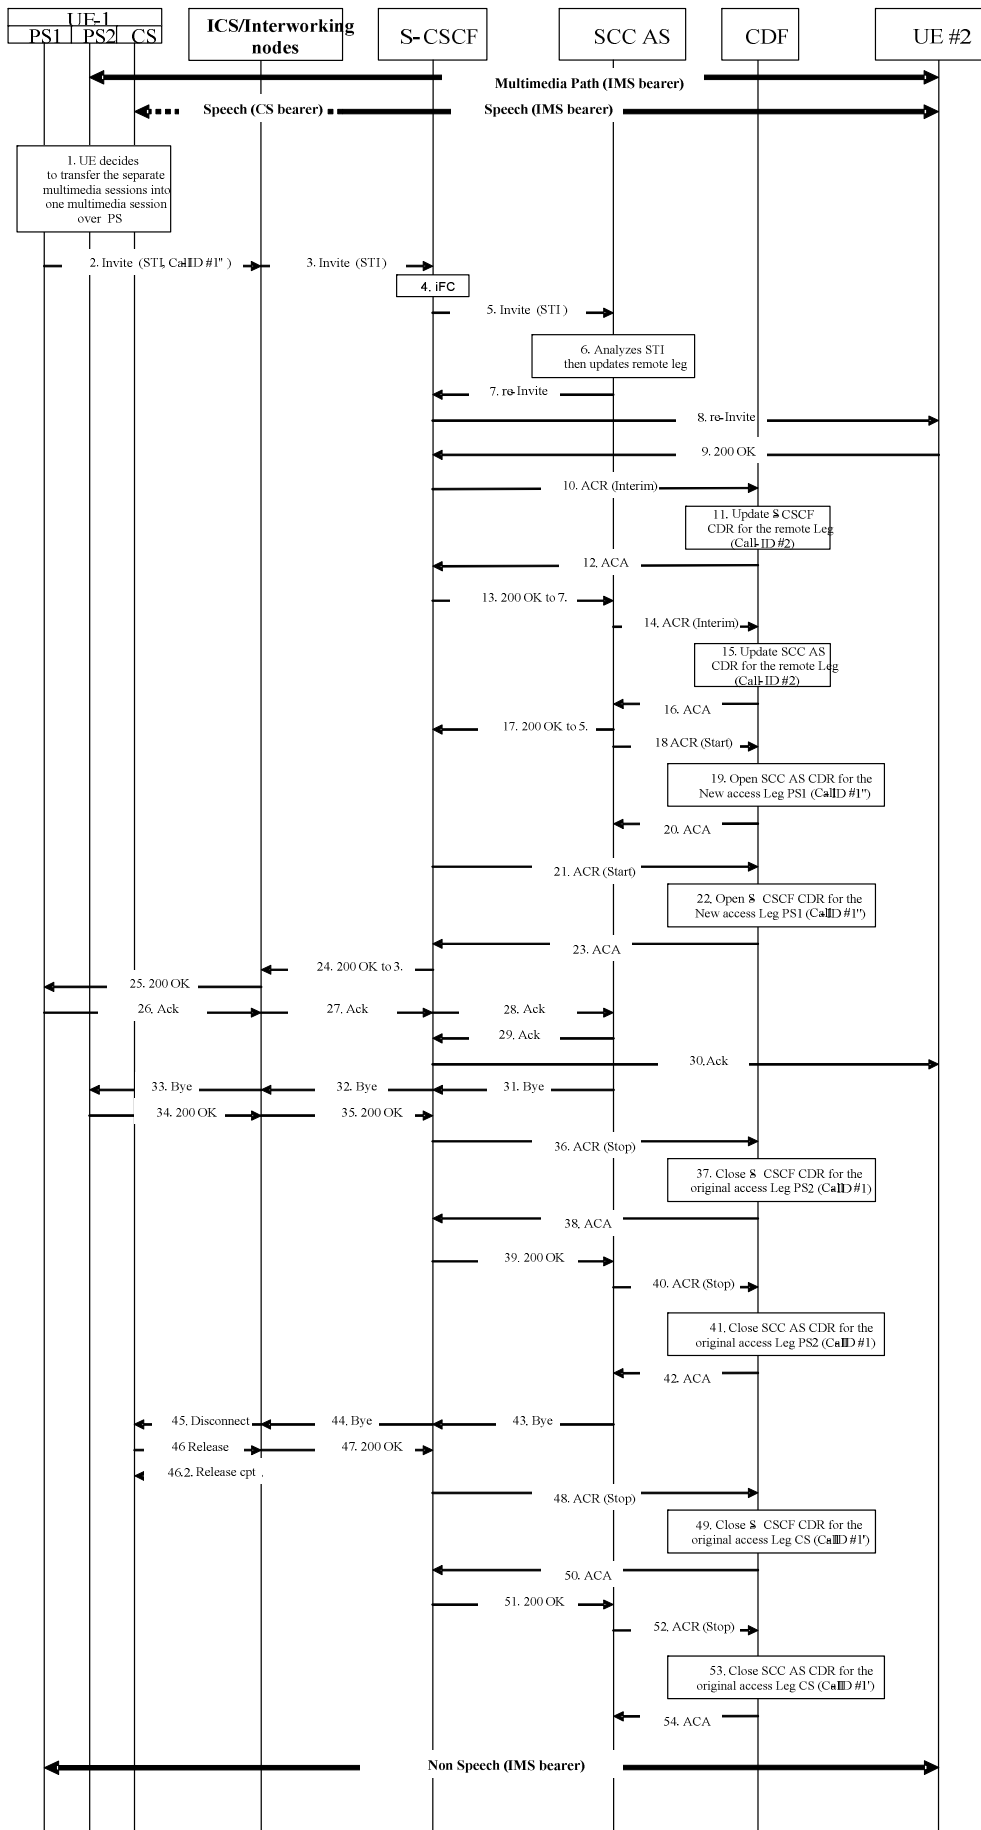 UE-1
PS1 PS2 CS
ICS/Interworking
nodes
S-CSCF
SCC AS
CDF
UE #2
Multimedia Path (IMS bearer)
Speech (CS bearer)
Speech (IMS bearer)
1. UE decides
to transfer the separate
multimedia sessions into
one multimedia session
over PS
2. Invite (STI, Call-ID #1'')
3. Invite (STI)
4. iFC
5. Invite (STI)
6. Analyzes STI
then updates remote leg
7. re-Invite
8. re-Invite
9. 200 OK
10. ACR (Interim)
11. Update S-CSCF
CDR for the remote Leg
(Call-ID #2)
12. ACA
13. 200 OK to 7.
14. ACR (Interim)
15. Update SCC AS
CDR for the remote Leg
(Call-ID #2)
16. ACA
17. 200 OK to 5.
18 ACR (Start)
19. Open SCC AS CDR for the
New access Leg PS1 (Call-ID #1'')
20. ACA
21. ACR (Start)
22. Open S-CSCF CDR for the
New access Leg PS1 (Call-ID #1'')
23. ACA
24. 200 OK to 3.
25. 200 OK
26. Ack
27. Ack
28. Ack
29. Ack
30. Ack
31. Bye
32. Bye
33. Bye
34. 200 OK
35. 200 OK
36. ACR (Stop)
37. Close S-CSCF CDR for the
original access Leg PS2 (Call-ID #1)
38. ACA
39. 200 OK
40. ACR (Stop)
41. Close SCC AS CDR for the
original access Leg PS2 (Call-ID #1)
42. ACA
43. Bye
44. Bye
45. Disconnect
46 Release
47. 200 OK
46.2. Release cpt .
48. ACR (Stop)
49. Close S-CSCF CDR for the
original access Leg CS (Call-ID #1')
50. ACA
51. 200 OK
52. ACR (Stop)
53. Close SCC AS CDR for the
original access Leg CS (Call-ID #1')
54. ACA
Non Speech (IMS bearer)